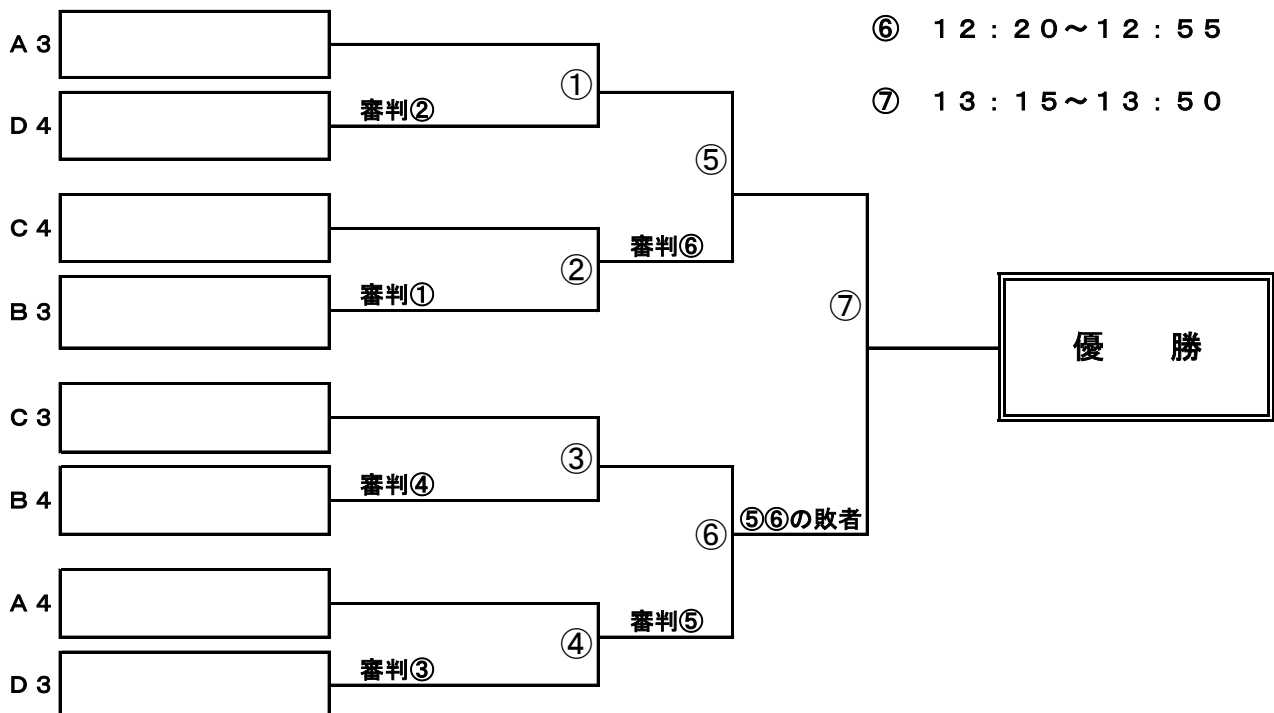 A3
⑥ 12:20~12:55
①
審判②
D4
⑦ 13:15~13:50
⑤
C4
審判⑥
②
審判①
B3
⑦
優 勝
C3
③
審判④
B4
⑥
⑤⑥の敗者
A4
審判⑤
④
審判③
D3